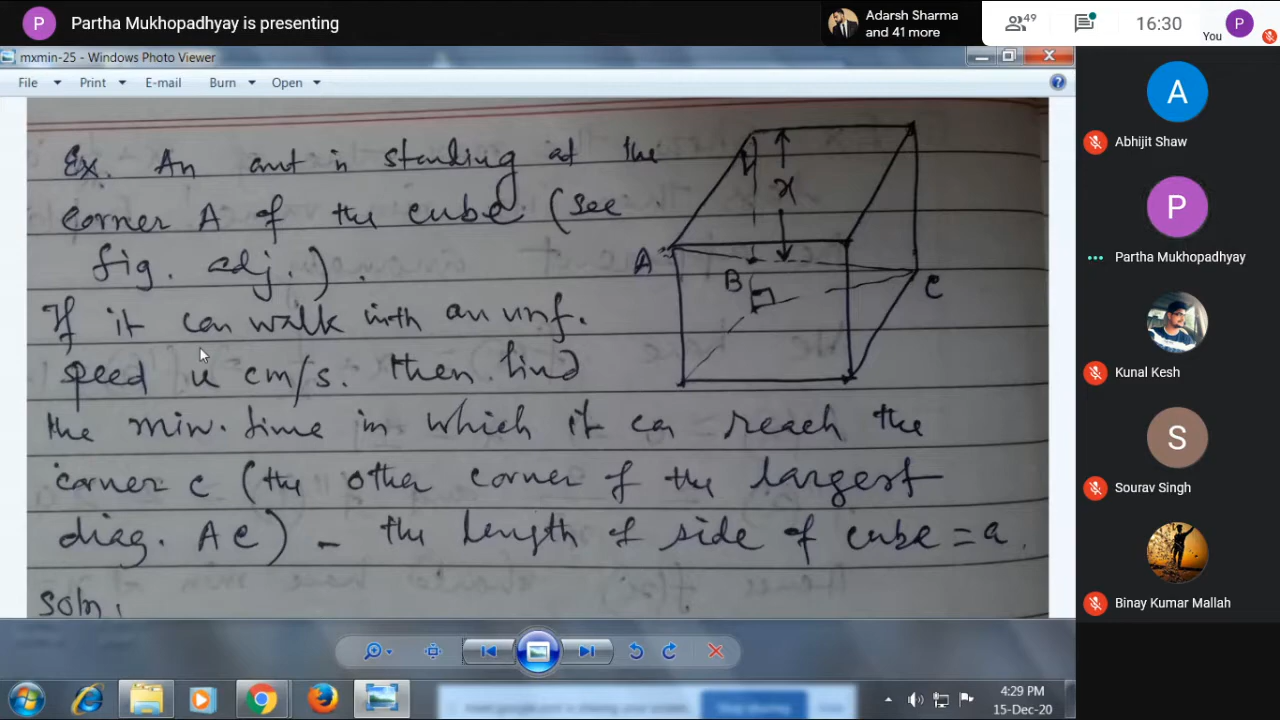 P
Partha Mukhopadhyay is presenting
Adarsh Sharma
and 41 more
49
16:30
You
P
mxmin-25 - Windows Photo Viewer
File
Print
E-mail
Burn
Open
Ex. An ant is standing at the
corner A of the cube (see
fig. adj.).
If it can walk with an unf.
speed u cm/s. then find
the min. time in which it can reach the
corner C (the other corner of the largest
diag. AC) - the length of side of cube = a.
soln.
x
A
B
C
A
Abhijit Shaw
P
Partha Mukhopadhyay
Kunal Kesh
S
Sourav Singh
Binay Kumar Mallah
4:29 PM
15-Dec-20